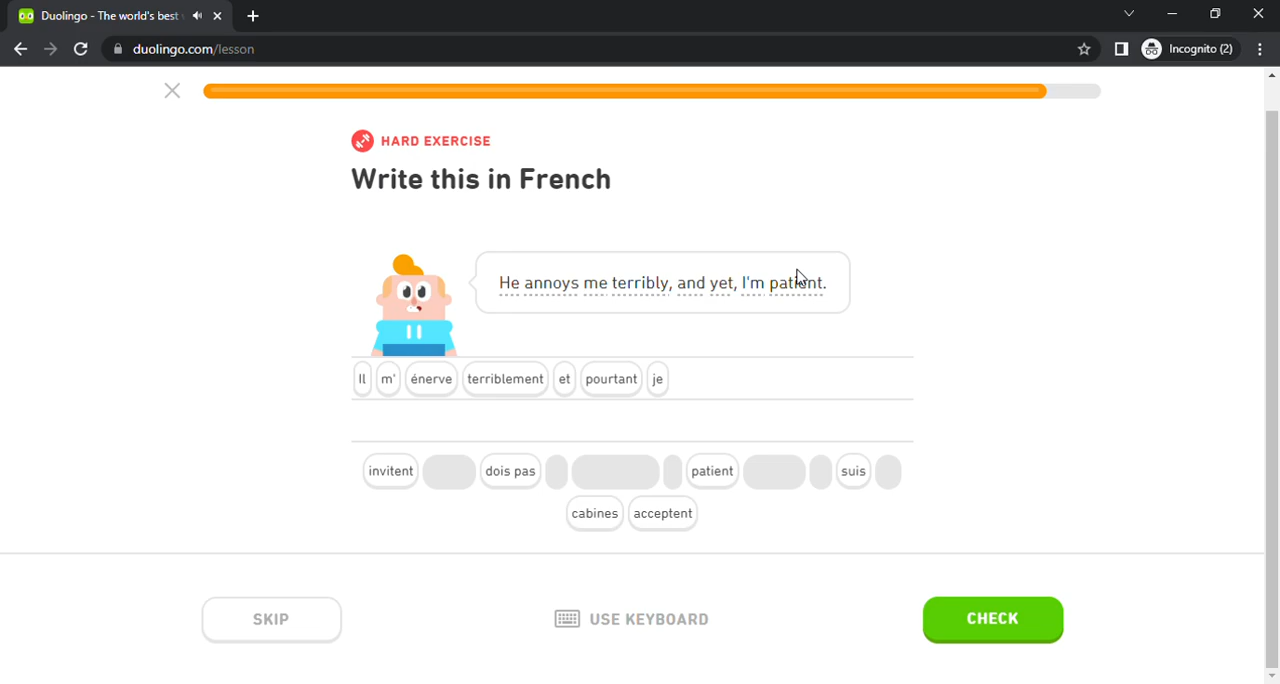 Duolingo - The world's best
duolingo.com/lesson
Incognito (2)
HARD EXERCISE
Write this in French
He annoys me terribly, and yet, I'm patient.
Il m' énerve terriblement et pourtant je
invitent dois pas patient suis
cabines acceptent
SKIP USE KEYBOARD CHECK